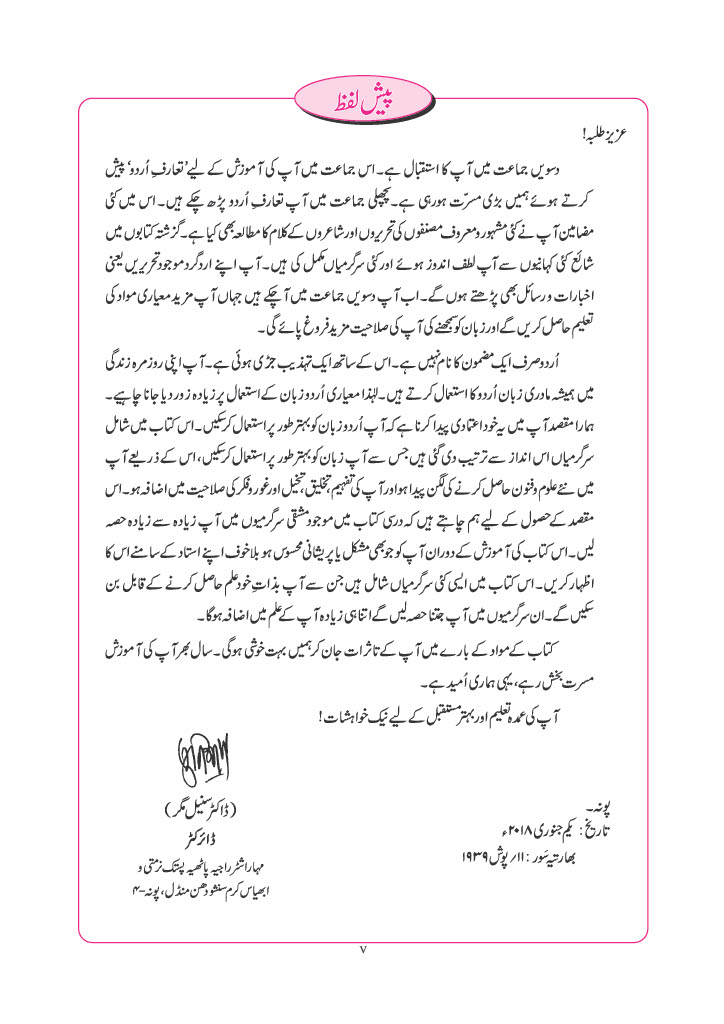 پیش لفظ
عزیز طلبہ!
دسویں جماعت میں آپ کا استقبال ہے۔ اس جماعت میں آپ کی آموزش کے لیے ’تعارفِ اُردو‘ پیش
کرتے ہوئے ہمیں بڑی مسرّت ہورہی ہے۔ پچھلی جماعت میں آپ تعارفِ اُردو پڑھ چکے ہیں۔ اس میں کئی
مضامین آپ نے کئی مشہور و معروف مصنفوں کی تحریروں اور شاعروں کے کلام کا مطالعہ بھی کیا ہے۔ گزشتہ کتابوں میں
شائع کئی کہانیوں سے آپ لطف اندوز ہوئے اور کئی سرگرمیاں مکمل کی ہیں۔ آپ اپنے اردگرد موجود تحریریں یعنی
اخبارات و رسائل بھی پڑھتے ہوں گے۔ اب آپ دسویں جماعت میں آچکے ہیں جہاں آپ مزید معیاری مواد کی
تعلیم حاصل کریں گے اور زبان کو سمجھنے کی آپ کی صلاحیت مزید فروغ پائے گی۔
اُردو صرف ایک مضمون کا نام نہیں ہے۔ اس کے ساتھ ایک تہذیب جڑی ہوئی ہے۔ آپ اپنی روزمرہ زندگی
میں ہمیشہ مادری زبان اُردو کا استعمال کرتے ہیں۔ لہٰذا معیاری اُردو زبان کے استعمال پر زیادہ زور دیا جانا چاہیے۔
ہمارا مقصد آپ میں یہ خود اعتمادی پیدا کرنا ہے کہ آپ اُردو زبان کو بہتر طور پر استعمال کرسکیں۔ اس کتاب میں شامل
سرگرمیاں اس انداز سے ترتیب دی گئی ہیں جس سے آپ زبان کو بہتر طور پر استعمال کرسکیں، اس کے ذریعے آپ
میں نئے علوم و فنون حاصل کرنے کی لگن پیدا ہو اور آپ کی تفہیم، تخلیق، تخیل اور غور و فکر کی صلاحیت میں اضافہ ہو۔ اس
مقصد کے حصول کے لیے ہم چاہتے ہیں کہ درسی کتاب میں موجود مشقی سرگرمیوں میں آپ زیادہ سے زیادہ حصہ
لیں۔ اس کتاب کی آموزش کے دوران آپ کو جو بھی مشکل یا پریشانی محسوس ہو بلا خوف اپنے استاد کے سامنے اس کا
اظہار کریں۔ اس کتاب میں ایسی کئی سرگرمیاں شامل ہیں جن سے آپ بذاتِ خود علم حاصل کرنے کے قابل بن
سکیں گے۔ ان سرگرمیوں میں آپ جتنا حصہ لیں گے اتنا ہی زیادہ آپ کے علم میں اضافہ ہوگا۔
کتاب کے مواد کے بارے میں آپ کے تاثرات جان کر ہمیں بہت خوشی ہوگی۔ سال بھر آپ کی آموزش
مسرت بخش رہے، یہی ہماری اُمید ہے۔
آپ کی عمدہ تعلیم اور بہتر مستقبل کے لیے نیک خواہشات!
(ڈاکٹر سنیل مگر)
ڈائرکٹر
مہاراشٹر راجیہ پاٹھیہ پستک نرمتی و
ابھیاس کرم سنشودھن منڈل، پونہ-۴
پونہ۔
تاریخ: یکم جنوری ۲۰۱۸ء
بھارتیہ سَور: ۱۱/ پوش ۱۹۳۹
v